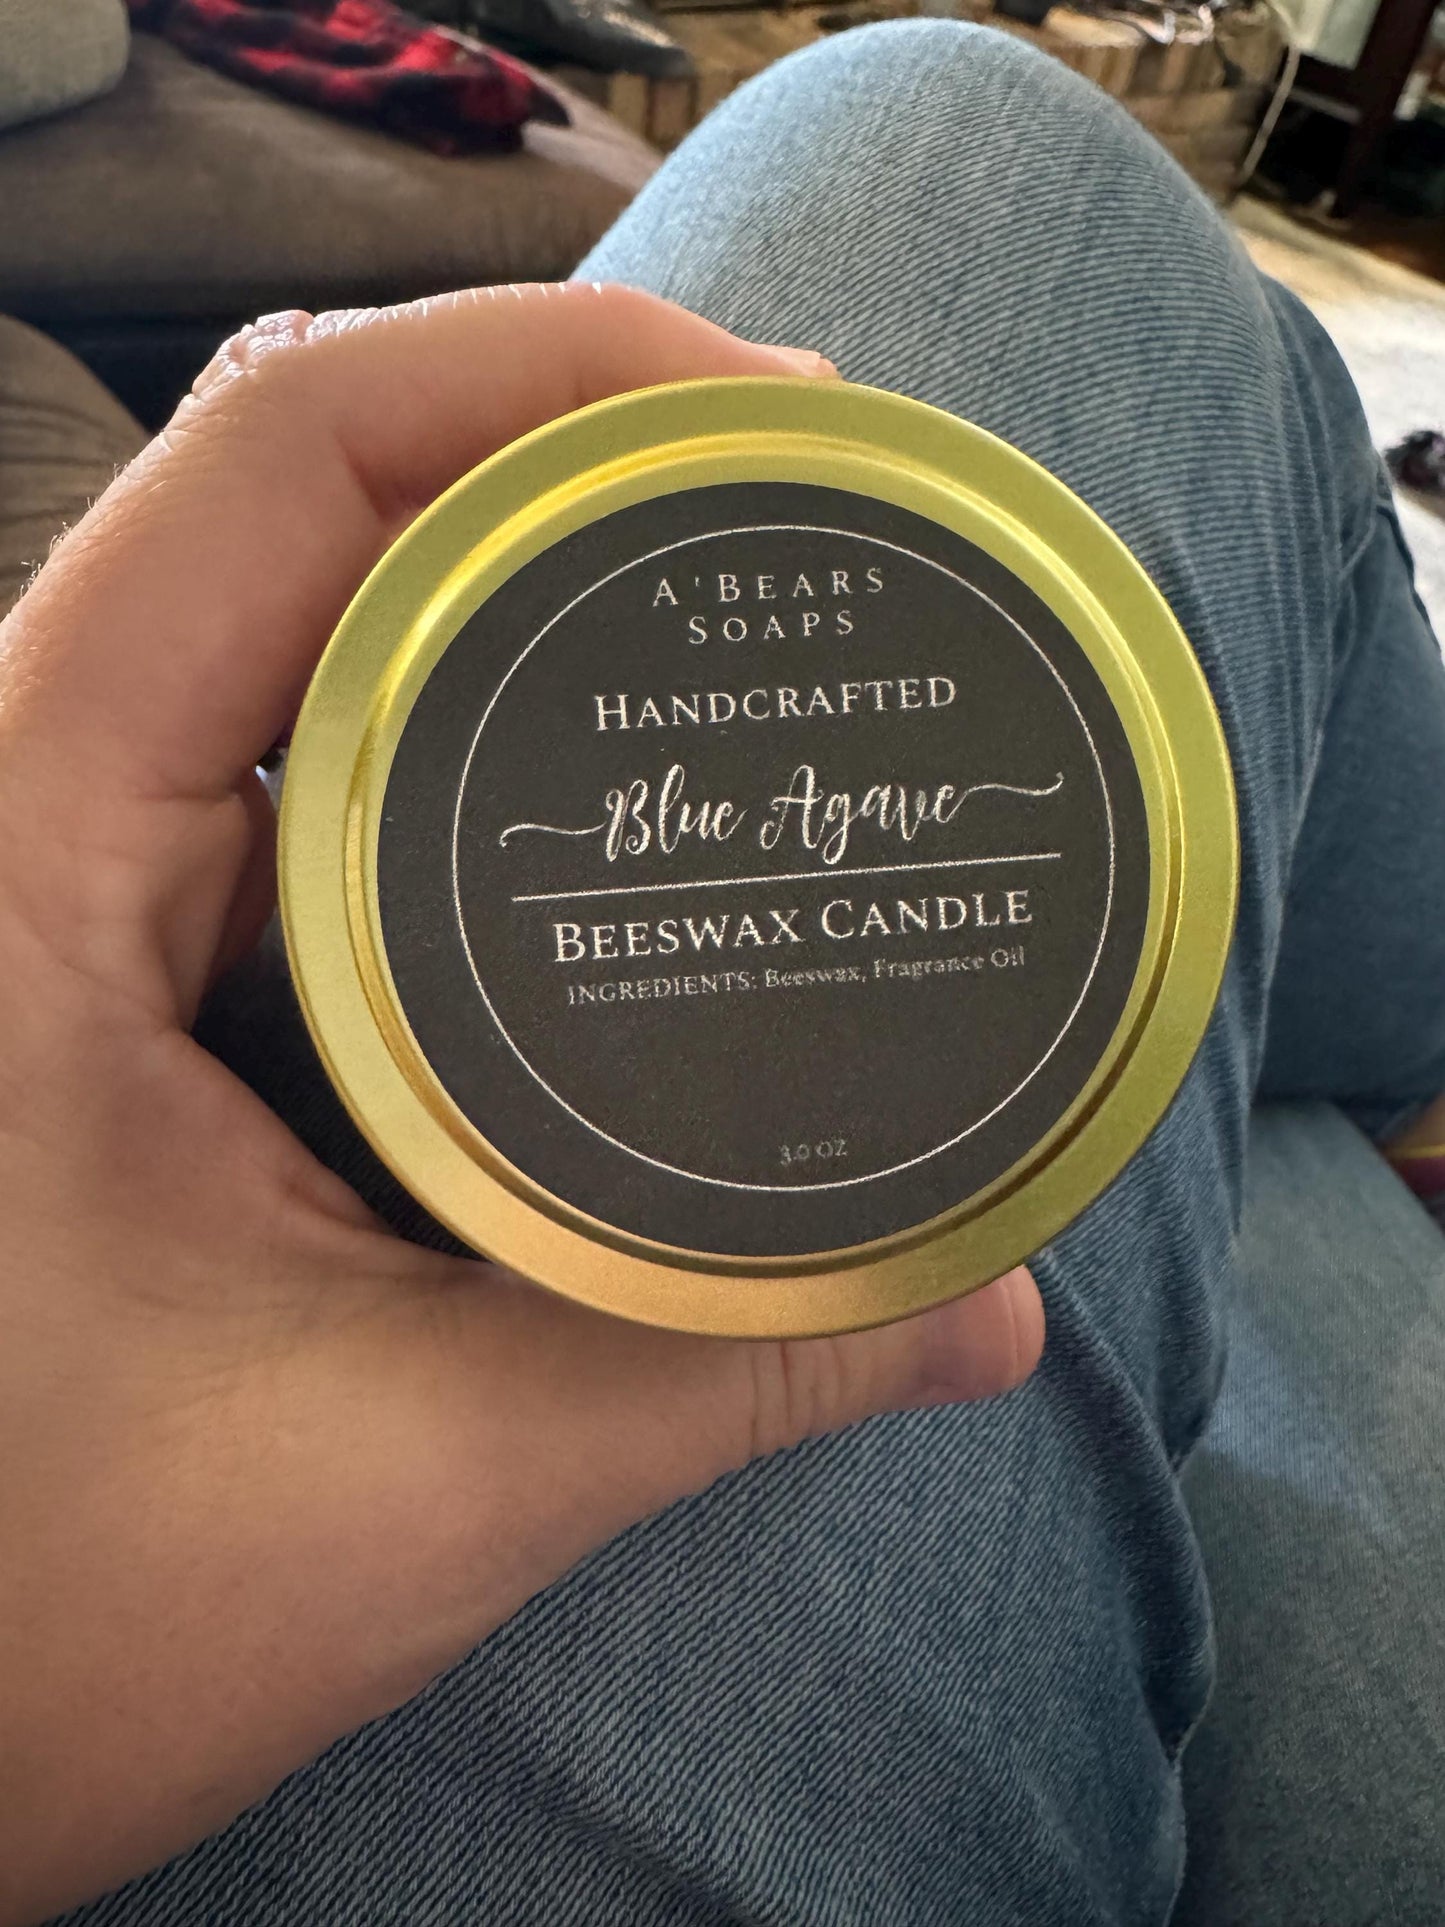 A'BEARS
SOAPS
HANDCRAFTED
Blue Agave
BEESWAX CANDLE
INGREDIENTS: Beeswax, Fragrance Oil
3.0 OZ